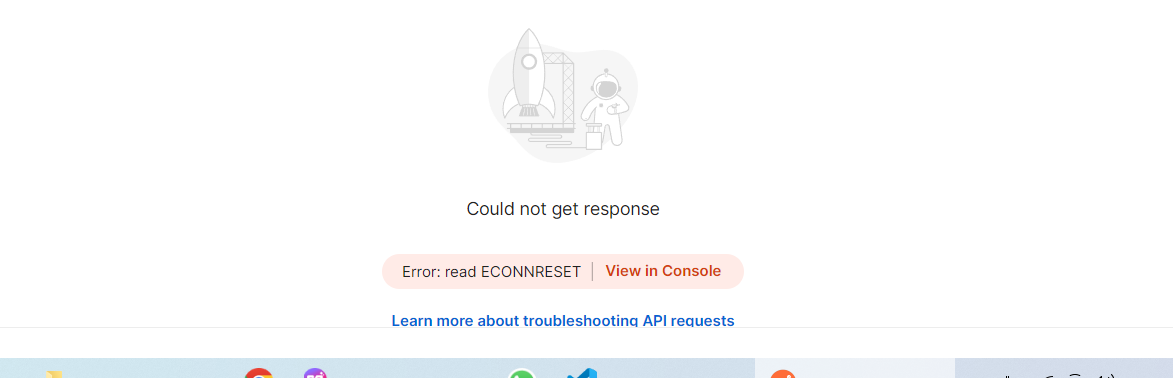 Could not get response
Error: read ECONNRESET | View in Console
Learn more about troubleshooting API requests